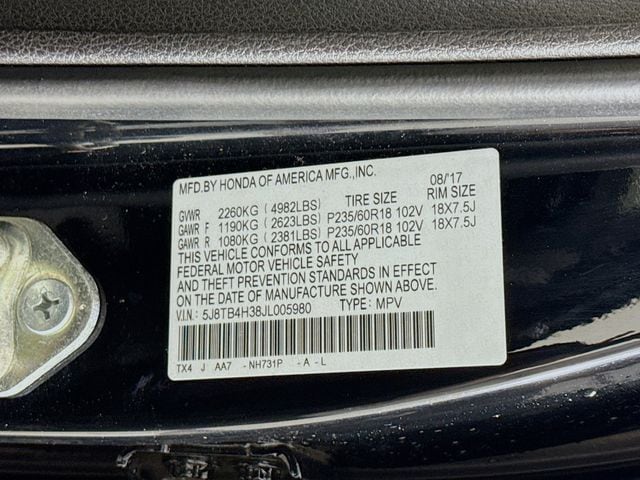 MFD.BY HONDA OF AMERICA MFG.,INC. 08/'17
GVWR 2260KG ( 4982LBS) TIRE SIZE RIM SIZE
GAWR F 1190KG ( 2623LBS) P235/60R18 102V 18X7.5J
GAWR R 1080KG ( 2381LBS) P235/60R18 102V 18X7.5J
THIS VEHICLE CONFORMS TO ALL APPLICABLE
FEDERAL MOTOR VEHICLE SAFETY
AND THEFT PREVENTION STANDARDS IN EFFECT
ON THE DATE OF MANUFACTURE SHOWN ABOVE.
V.I.N.: 5J8TB4H38JL005980 TYPE: MPV
TX4 J AA7 -NH731P -A-L